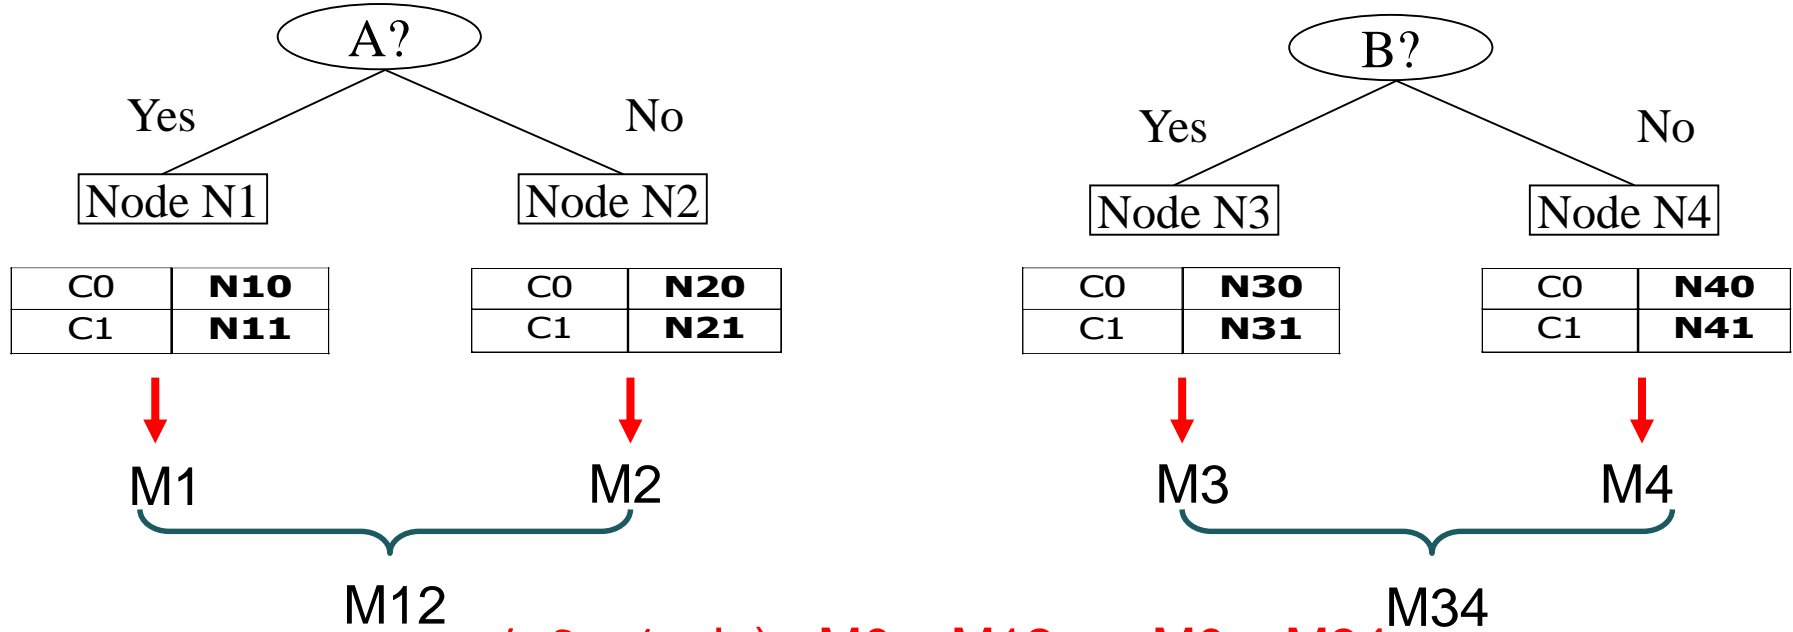 A?
B?
Yes
No
Yes
No
Node N1
Node N2
Node N3
Node N4
C0 N10
C1 N11
C0 N20
C1 N21
C0 N30
C1 N31
C0 N40
C1 N41
M1
M2
M3
M4
M12
M34